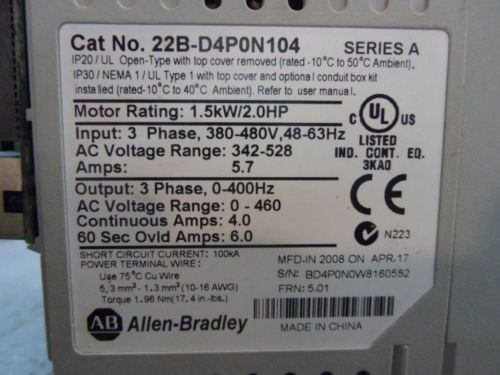 Cat No. 22B-D4P0N104 SERIES A
IP20 / UL Open-Type with top cover removed (rated -10°C to 50°C Ambient).
IP30 / NEMA 1 / UL Type 1 with top cover and optional conduit box kit
installed (rated-10°C to 40°C Ambient). Refer to user manual.
Motor Rating: 1.5kW/2.0HP
Input: 3 Phase, 380-480V,48-63Hz
AC Voltage Range: 342-528
Amps: 5.7
C UL US
LISTED
IND. CONT. EQ.
3KA0
Output: 3 Phase, 0-400Hz
AC Voltage Range: 0 - 460
Continuous Amps: 4.0
60 Sec Ovld Amps: 6.0
CE
N223
SHORT CIRCUIT CURRENT: 100kA
POWER TERMINAL WIRE:
Use 75°C Cu Wire
5.3 mm² - 1.3 mm² (10-16 AWG)
Torque 1.96 Nm (17.4 in.-lbs.)
MFD.IN 2008 ON APR.17
S/N: BD4P0N0W8160552
FRN: 5.01
AB Allen-Bradley
MADE IN CHINA